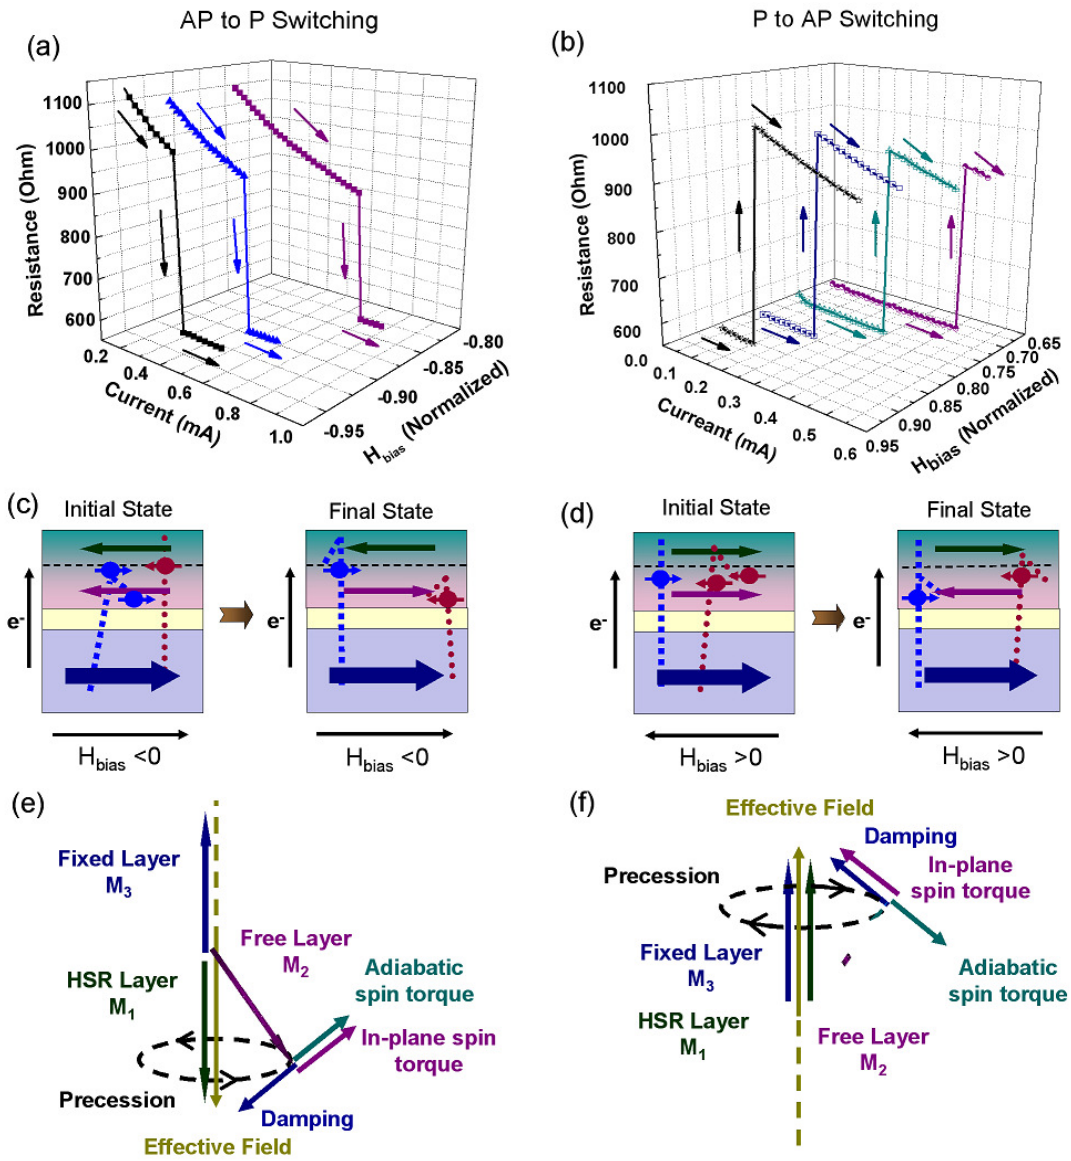 AP to P Switching
P to AP Switching
(a)
(b)
1100
1000
900
800
700
600
Resistance (Ohm)
0.2
0.4
0.6
0.8
1.0
Current (mA)
-0.95
-0.90
-0.85
-0.80
Hbias (Normalized)
1100
1000
900
800
700
600
Resistance (Ohm)
0.0
0.1
0.2
0.3
0.4
0.5
0.6
Curreant (mA)
0.95
0.90
0.85
0.80
0.75
0.70
0.65
Hbias (Normalized)
(c)
Initial State
Final State
e-
e-
Hbias <0
Hbias <0
(d)
Initial State
Final State
e-
e-
Hbias >0
Hbias >0
(e)
Fixed Layer
M3
Free Layer
M2
HSR Layer
M1
Adiabatic
spin torque
In-plane spin
torque
Precession
Damping
Effective Field
(f)
Effective Field
Damping
In-plane
spin torque
Precession
Fixed Layer
M3
HSR Layer
M1
Adiabatic
spin torque
Free Layer
M2